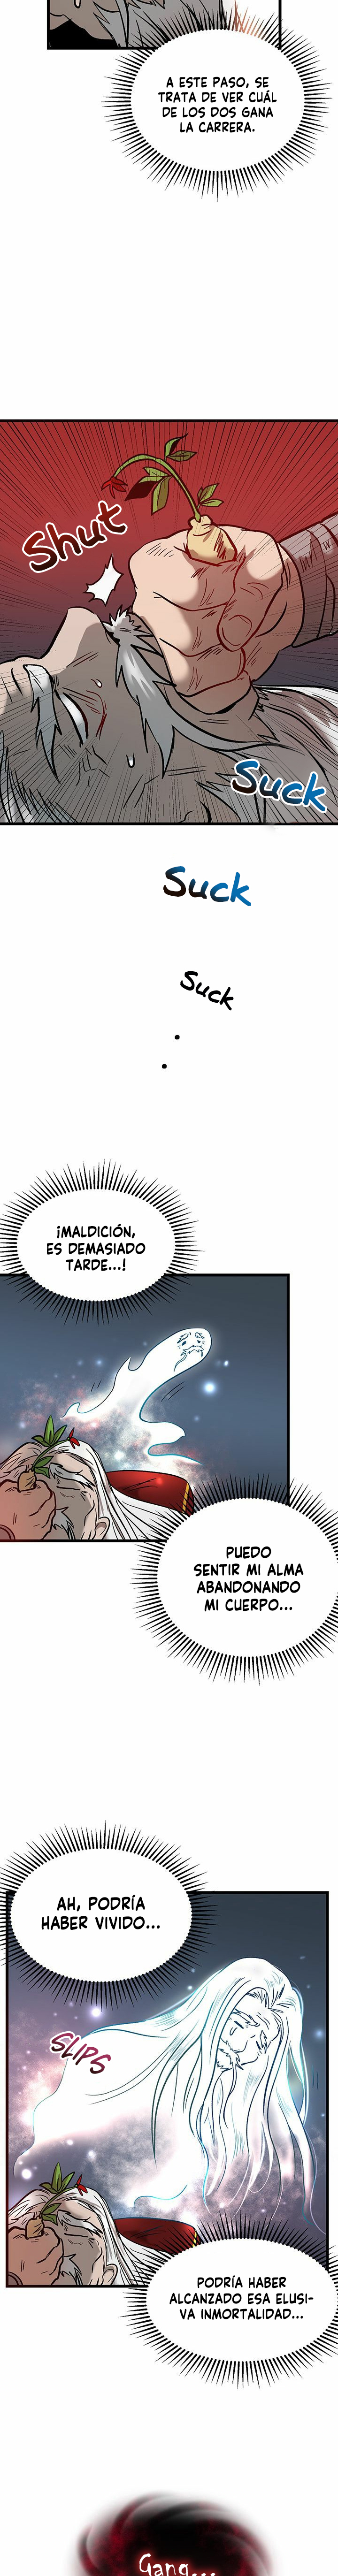 A ESTE PASO, SE
TRATA DE VER CUÁL
DE LOS DOS GANA
LA CARRERA.
Shut
Suck
Suck
Suck
¡MALDICIÓN,
ES DEMASIADO
TARDE...!
PUEDO
SENTIR MI ALMA
ABANDONANDO
MI CUERPO...
AH, PODRÍA
HABER VIVIDO...
SLIPS
PODRÍA HABER
ALCANZADO ESA ELUSI-
VA INMORTALIDAD...
Gang...